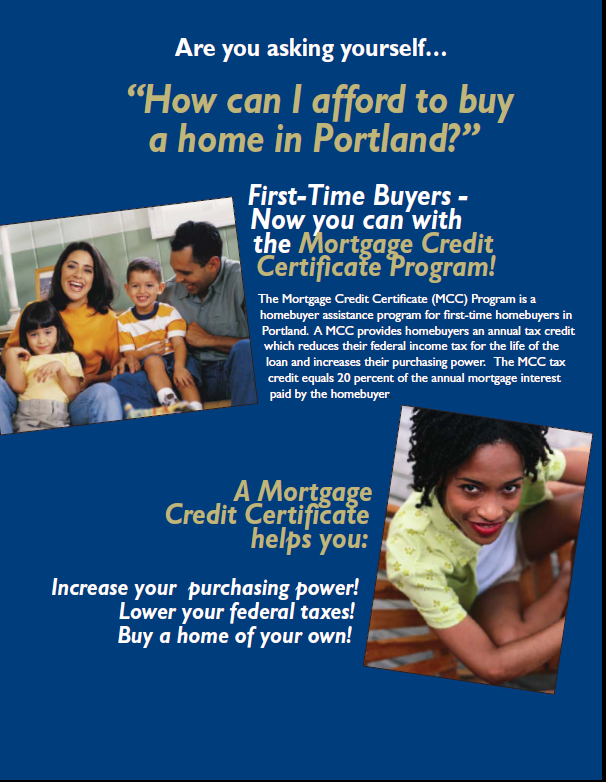 Are you asking yourself…
“How can I afford to buy
a home in Portland?”
First-Time Buyers -
Now you can with
the Mortgage Credit
Certificate Program!
The Mortgage Credit Certificate (MCC) Program is a
homebuyer assistance program for first-time homebuyers in
Portland.  A MCC provides homebuyers an annual tax credit
which reduces their federal income tax for the life of the
loan and increases their purchasing power.  The MCC tax
credit equals 20 percent of the annual mortgage interest
paid by the homebuyer
A Mortgage
Credit Certificate
helps you:
Increase your  purchasing power!
Lower your federal taxes!
Buy a home of your own!